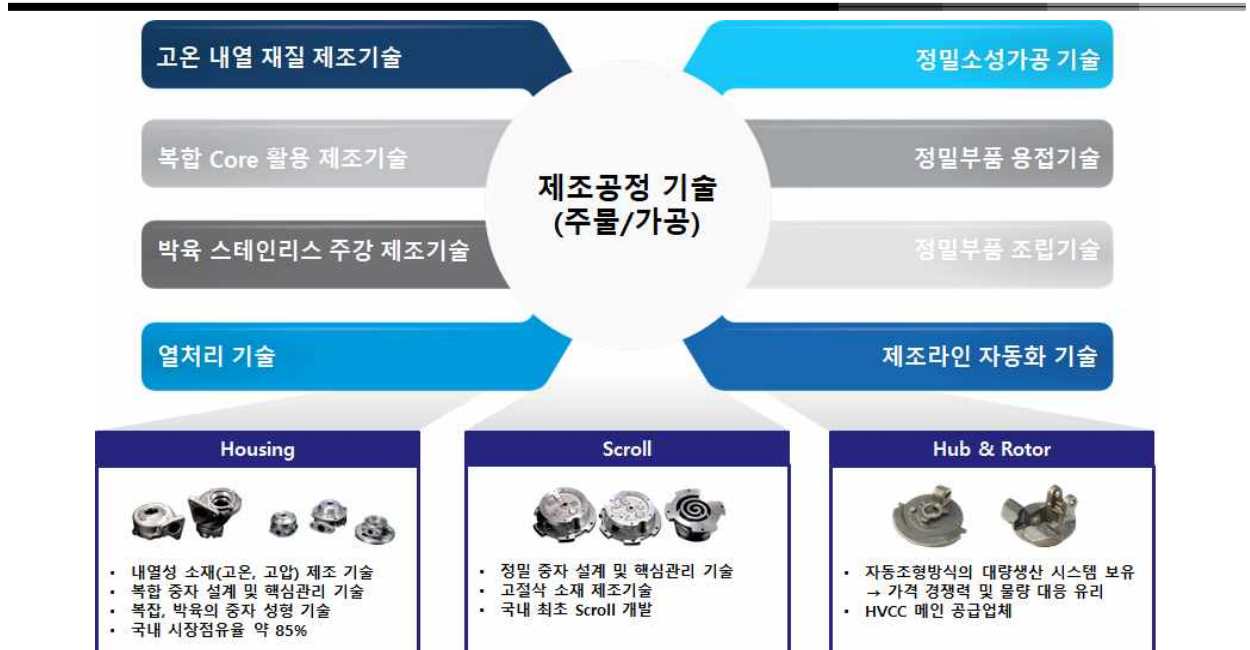 고온 내열 재질 제조기술
복합 Core 활용 제조기술
박육 스테인리스 주강 제조기술
열처리 기술
제조공정 기술
(주물/가공)
정밀소성가공 기술
정밀부품 용접기술
정밀부품 조립기술
제조라인 자동화 기술
Housing
• 내열성 소재(고온, 고압) 제조 기술
• 복합 중자 설계 및 핵심관리 기술
• 복잡, 박육의 중자 성형 기술
• 국내 시장점유율 약 85%
Scroll
• 정밀 중자 설계 및 핵심관리 기술
• 고절삭 소재 제조기술
• 국내 최초 Scroll 개발
Hub & Rotor
• 자동조형방식의 대량생산 시스템 보유
→ 가격 경쟁력 및 물량 대응 유리
• HVCC 메인 공급업체